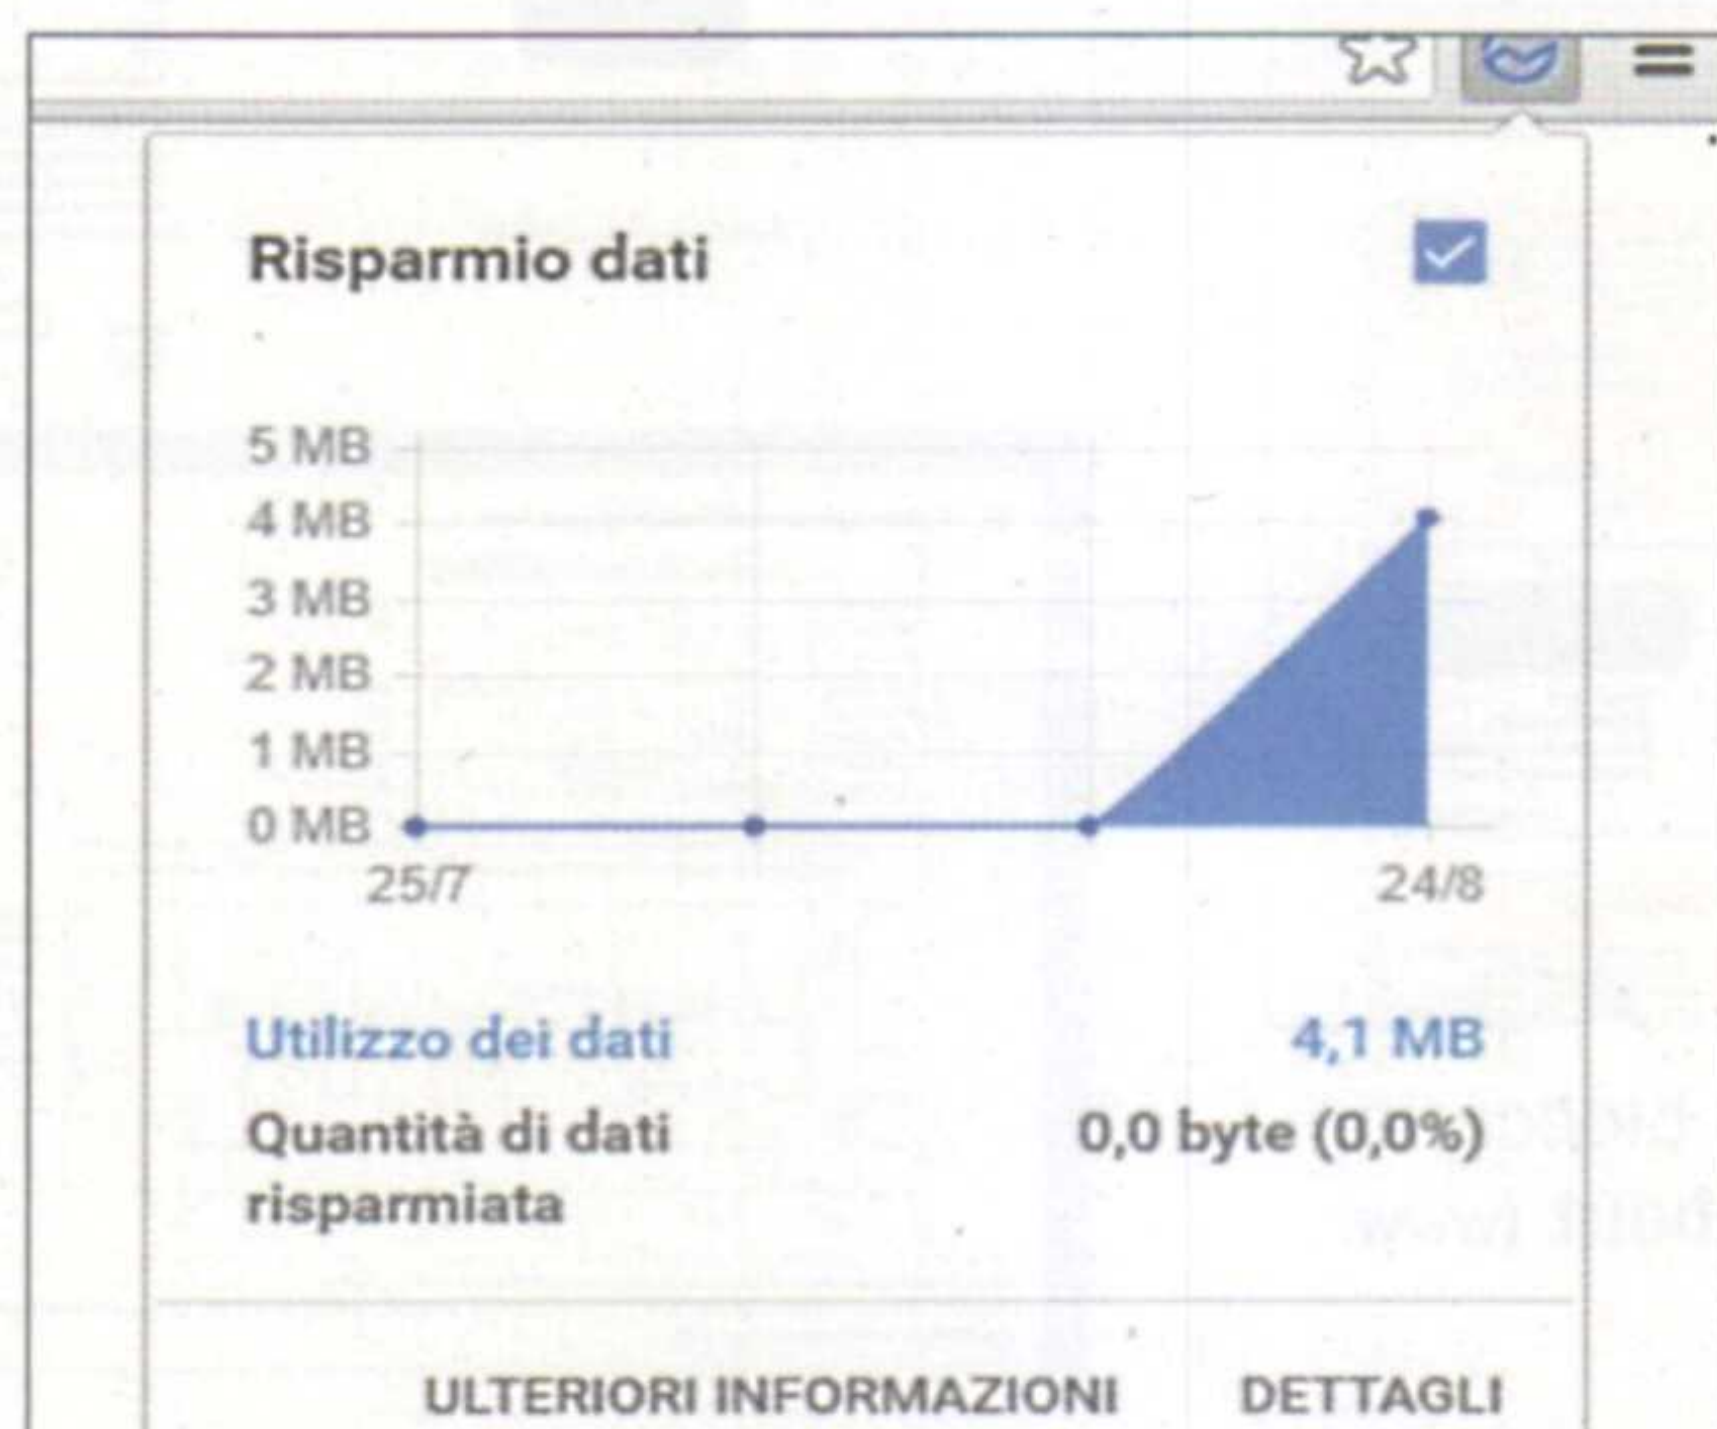 Risparmio dati
5 MB
4 MB
3 MB
2 MB
1 MB
0 MB
25/7 24/8
Utilizzo dei dati 4,1 MB
Quantità di dati 0,0 byte (0,0%)
risparmiata
ULTERIORI INFORMAZIONI DETTAGLI